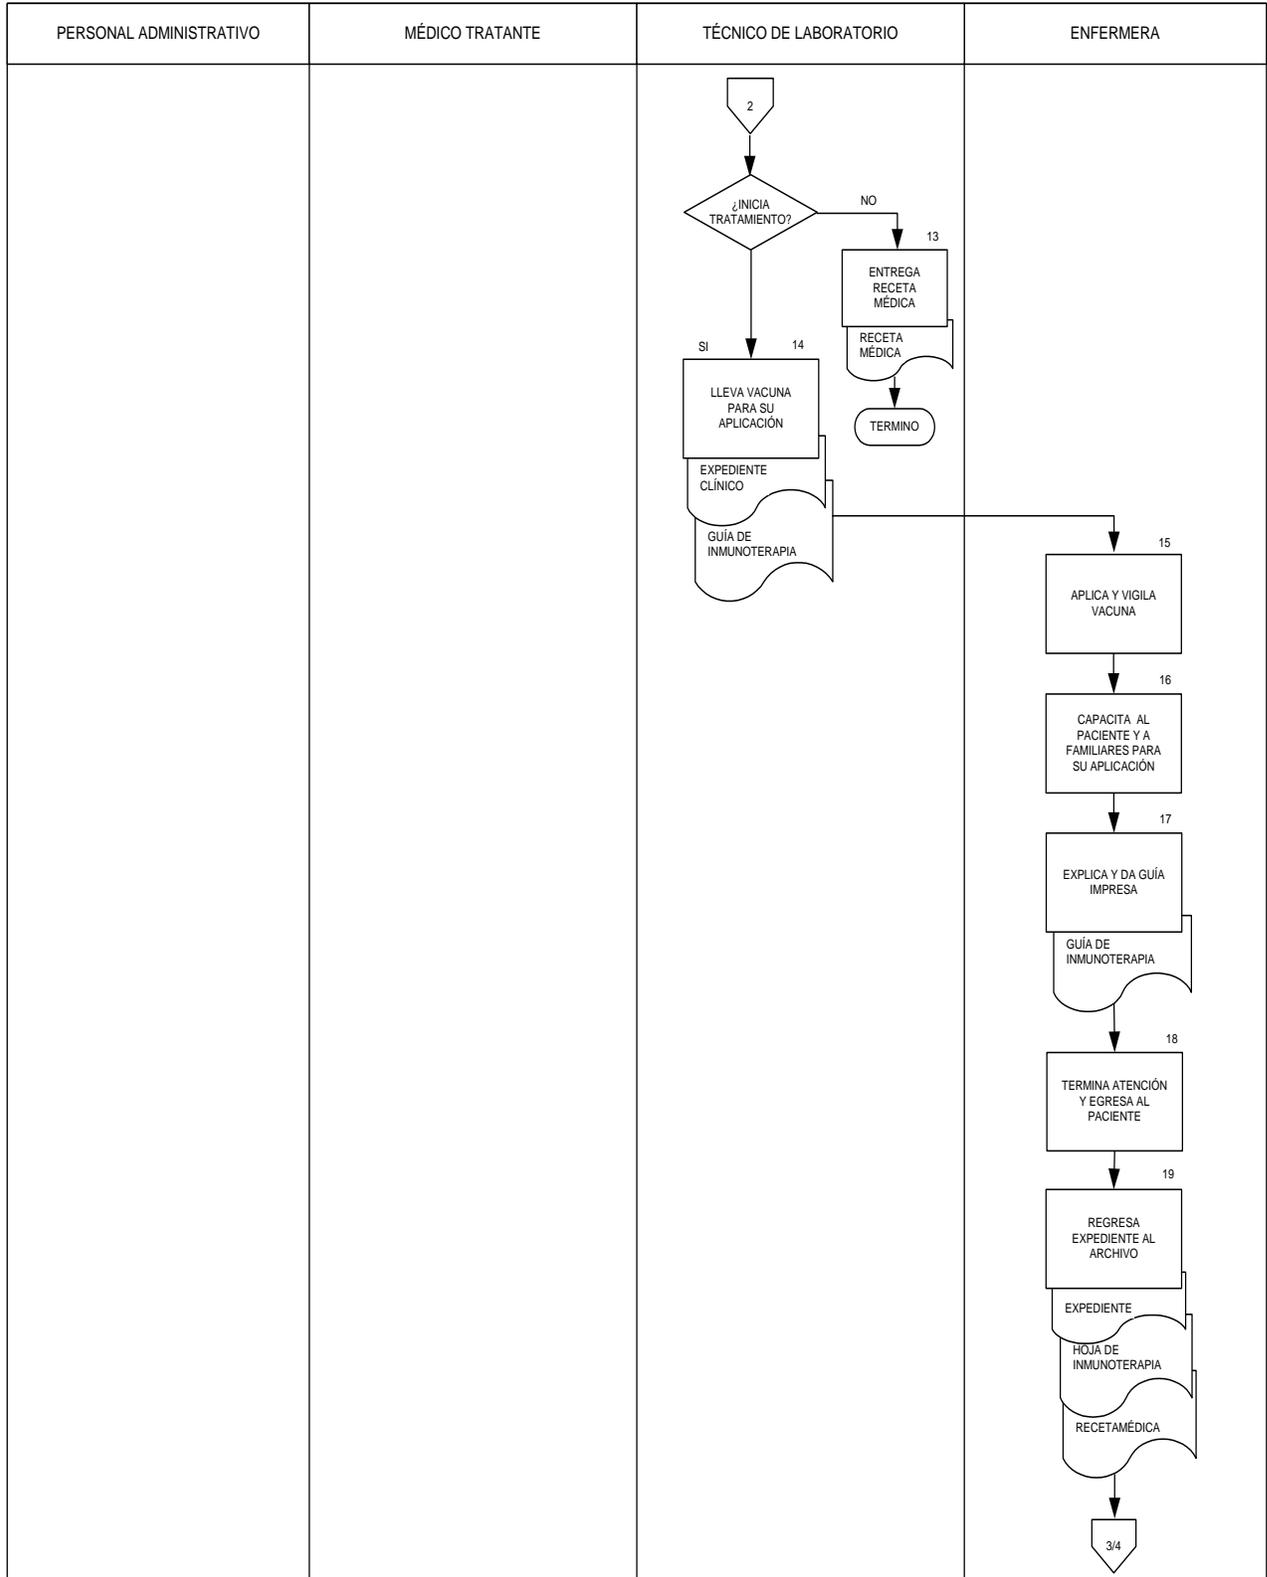 PERSONAL ADMINISTRATIVO
MÉDICO TRATANTE
TÉCNICO DE LABORATORIO
ENFERMERA
2
¿INICIA
TRATAMIENTO?
NO
13
ENTREGA
RECETA
MÉDICA
RECETA
MÉDICA
TERMINO
SI
14
LLEVA VACUNA
PARA SU
APLICACIÓN
EXPEDIENTE
CLÍNICO
GUÍA DE
INMUNOTERAPIA
15
APLICA Y VIGILA
VACUNA
16
CAPACITA AL
PACIENTE Y A
FAMILIARES PARA
SU APLICACIÓN
17
EXPLICA Y DA GUÍA
IMPRESA
GUÍA DE
INMUNOTERAPIA
18
TERMINA ATENCIÓN
Y EGRESA AL
PACIENTE
19
REGRESA
EXPEDIENTE AL
ARCHIVO
EXPEDIENTE
HOJA DE
INMUNOTERAPIA
RECETAMÉDICA
3/4